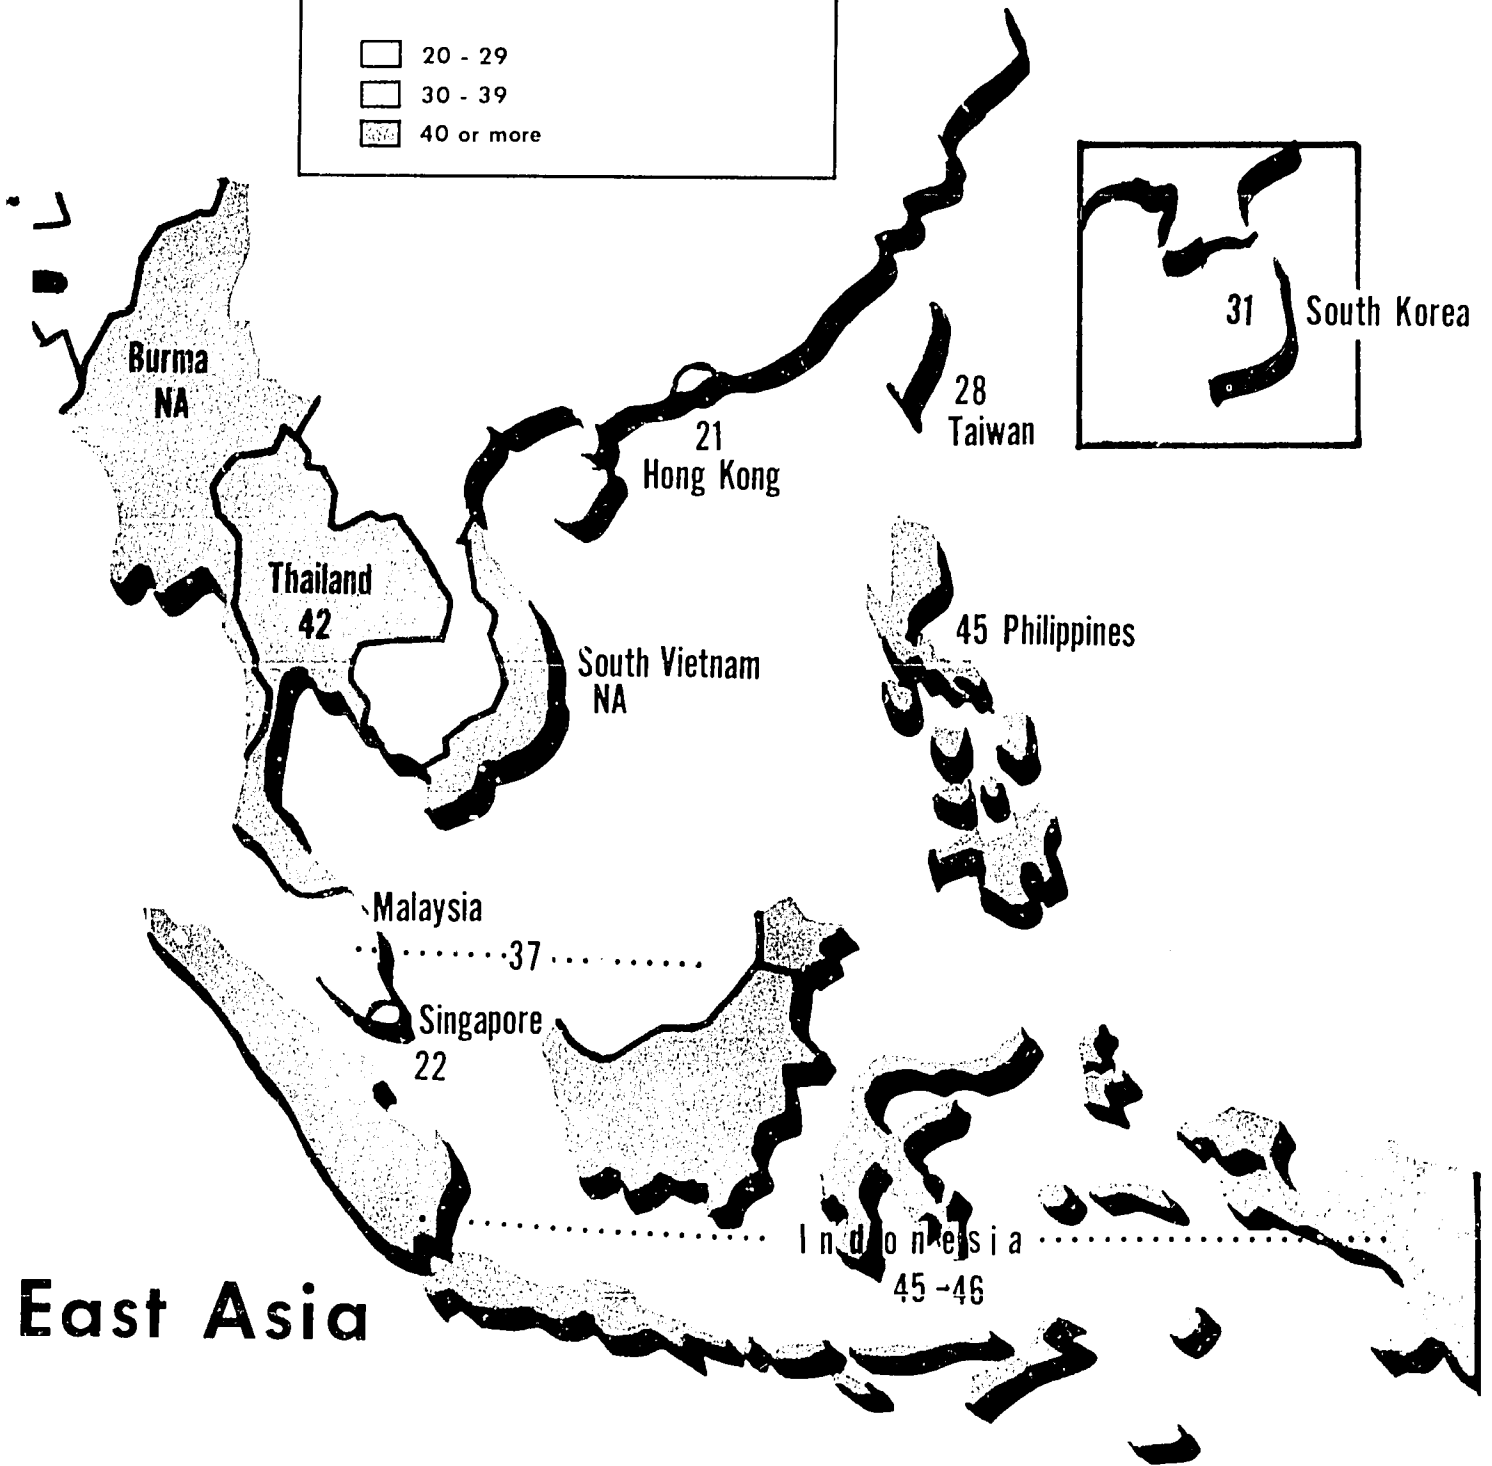 20 - 29
30 - 39
40 or more
Burma
NA
31 South Korea
28
Taiwan
21
Hong Kong
Thailand
42
45 Philippines
South Vietnam
NA
Malaysia
37
Singapore
22
Indonesia
45-46
East Asia